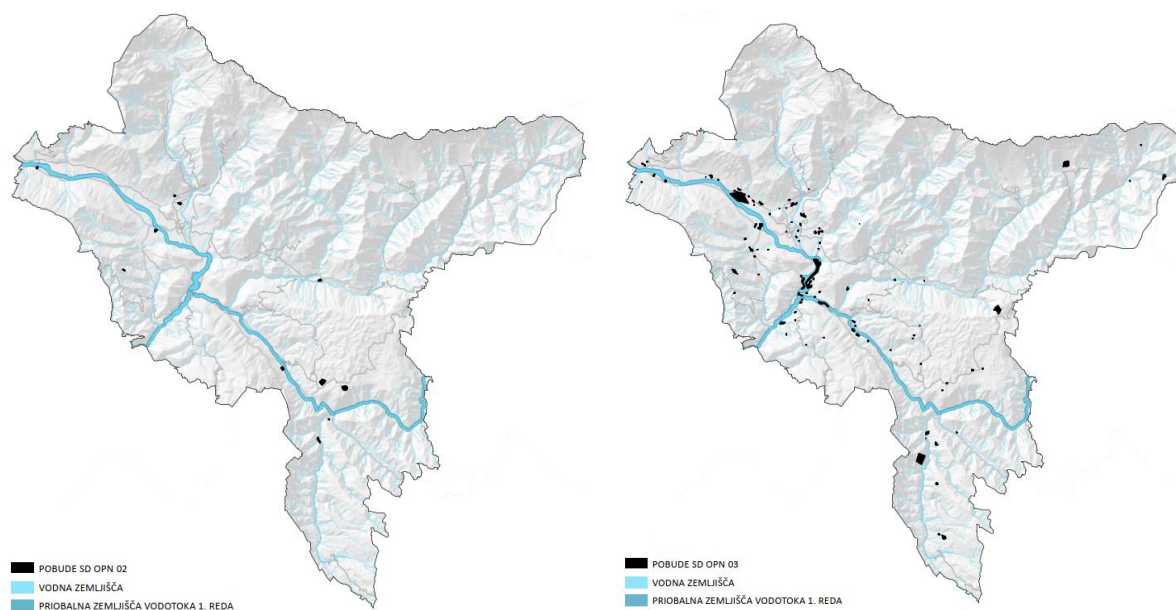 POBUDE SD OPN 02
VODNA ZEMLJIŠČA
PRIOBALNA ZEMLJIŠČA VODOTOKA 1. REDA
POBUDE SD OPN 03
VODNA ZEMLJIŠČA
PRIOBALNA ZEMLJIŠČA VODOTOKA 1. REDA